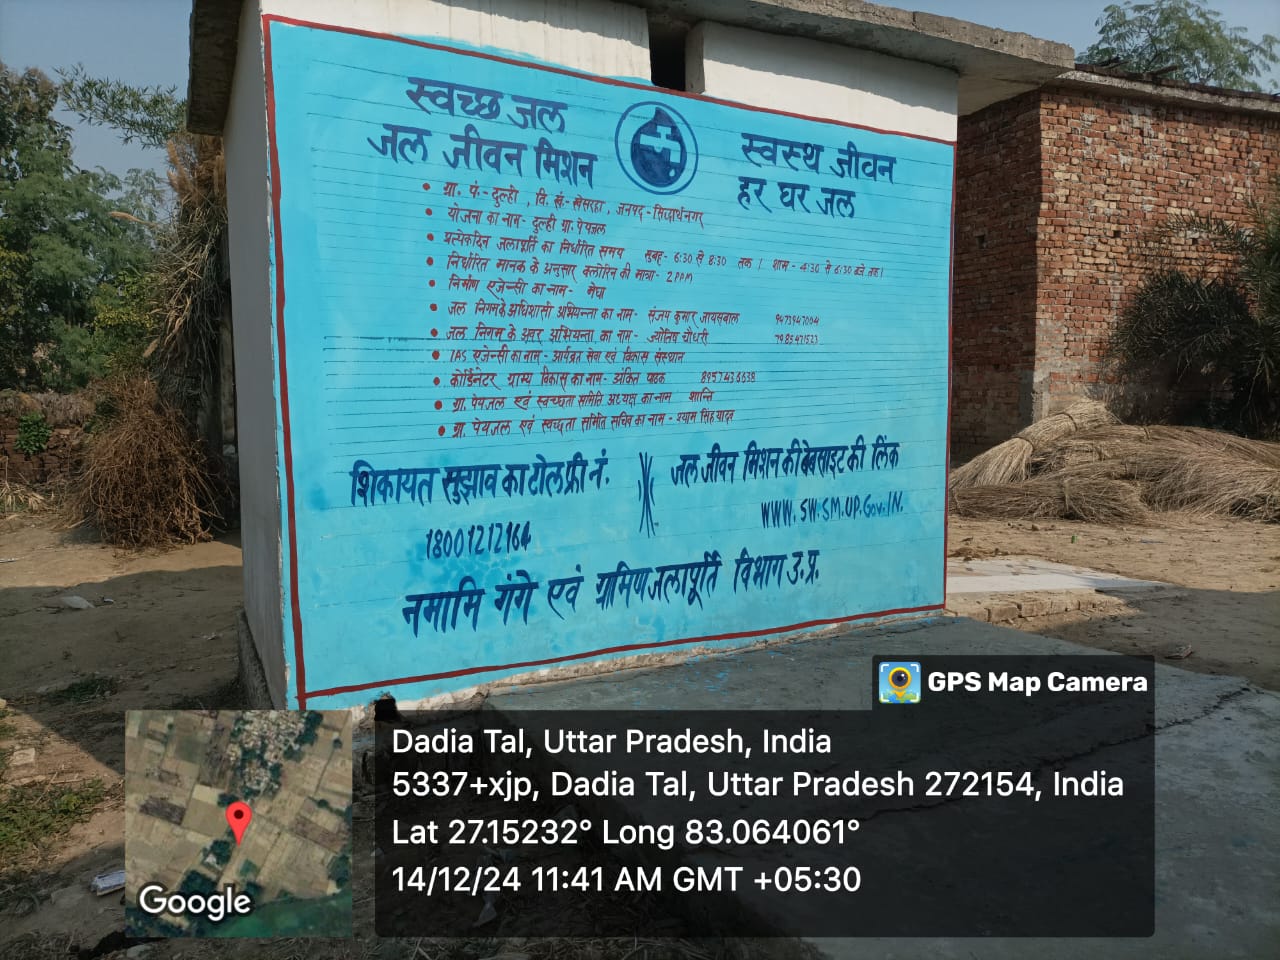 स्वच्छ जल
जल जीवन मिशन
स्वस्थ जीवन
हर घर जल
• ग्रा. पं.- दुल्ही , वि. खं.- खेसरहा , जनपद - सिद्धार्थनगर
• योजना का नाम - दुल्ही ग्रा. पेयजल
• प्रत्येकदिन जलापूर्ति का निर्धारित समय सुबह - 6:30 से 8:30 तक । शाम - 4:30 से 6:30 बजे तक ।
• निर्धारित मानक के अनुसार क्लोरिन की मात्रा - 2 PPM
• निर्माण एजेन्सी का नाम - मेघा
• जल निगम के अधिशासी अभियन्ता का नाम - संजय कुमार जायसवाल 9473947004
• जल निगम के अवर अभियन्ता का नाम - ज्योतिष चौधरी
• IAS एजेन्सी का नाम - आर्यव्रत सेवा एवं विकास संस्थान
• कोर्डिनेटर ग्राम्य विकास का नाम - अंकित पाठक 8957436638
• ग्रा. पेयजल एवं स्वच्छता समिति अध्यक्ष का नाम शान्ति
• ग्रा. पेयजल एवं स्वच्छता समिति सचिव का नाम - श्याम सिंह यादव
शिकायत सुझाव का टोल फ्री नं.
18001212164
जल जीवन मिशन की बेबसाइट की लिंक
WWW. SW. SM. UP. Gov. IN.
नमामि गंगे एवं ग्रामिण जलापूर्ति विभाग उ. प्र.
GPS Map Camera
Dadia Tal, Uttar Pradesh, India
5337+xjp, Dadia Tal, Uttar Pradesh 272154, India
Lat 27.15232° Long 83.064061°
14/12/24 11:41 AM GMT +05:30
Google